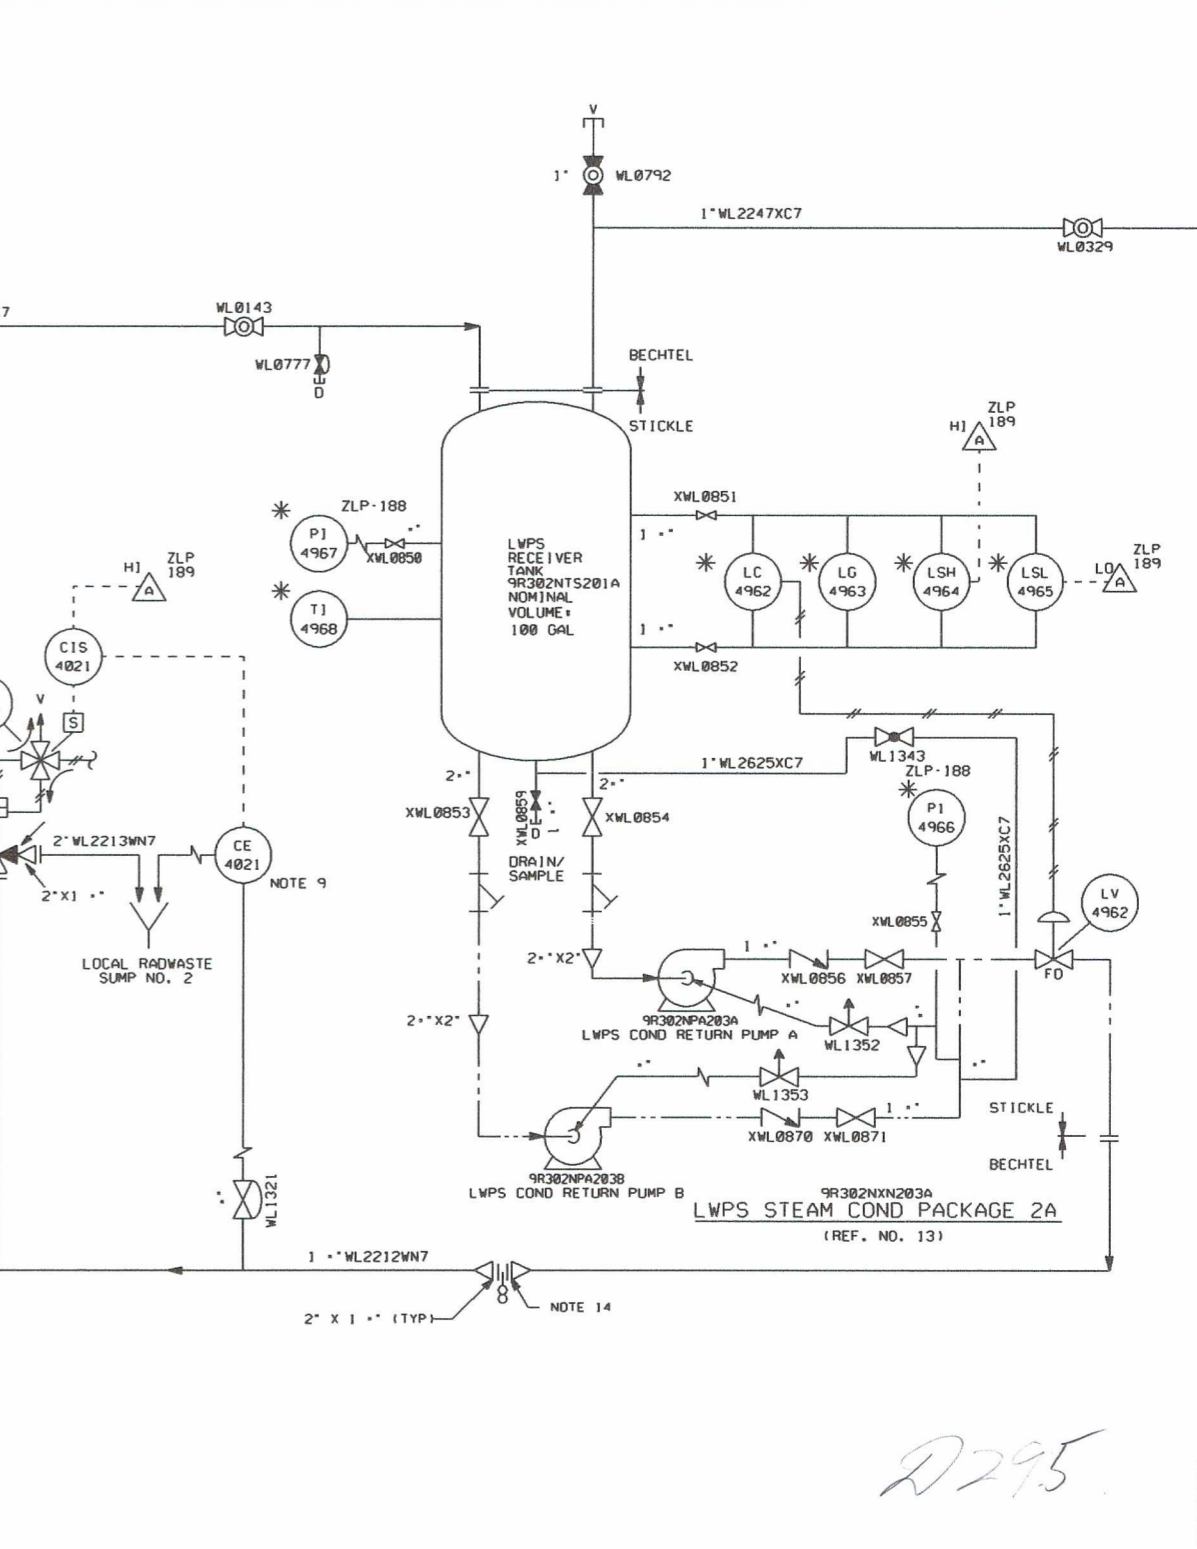 V
1" WL0792
1"WL2247XC7
WL0329
7
WL0143
WL0777
D
BECHTEL
STICKLE
HI
ZLP
189
A
XWL0851
ZLP-188
PI
4967
XWL0850
LWPS
RECEIVER
TANK
9R302NTS201A
NOMINAL
VOLUME:
100 GAL
LC
4962
LG
4963
LSH
4964
LSL
4965
LO
ZLP
189
A
HI
ZLP
189
A
TI
4968
XWL0852
CIS
4021
V
S
1"WL2625XC7
WL1343
ZLP-188
PI
4966
XWL0853
XWL0859
D
XWL0854
DRAIN/
SAMPLE
2"WL2213WN7
CE
4021
NOTE 9
1"WL2625XC7
LV
4962
XWL0855
LOCAL RADWASTE
SUMP NO. 2
XWL0856 XWL0857
FO
9R302NPA203A
LWPS COND RETURN PUMP A
WL1352
WL1353
XWL0870 XWL0871
STICKLE
BECHTEL
9R302NPA203B
LWPS COND RETURN PUMP B
9R302NXN203A
LWPS STEAM COND PACKAGE 2A
(REF. NO. 13)
WL1321
WL2212WN7
NOTE 14
(TYP)
D295